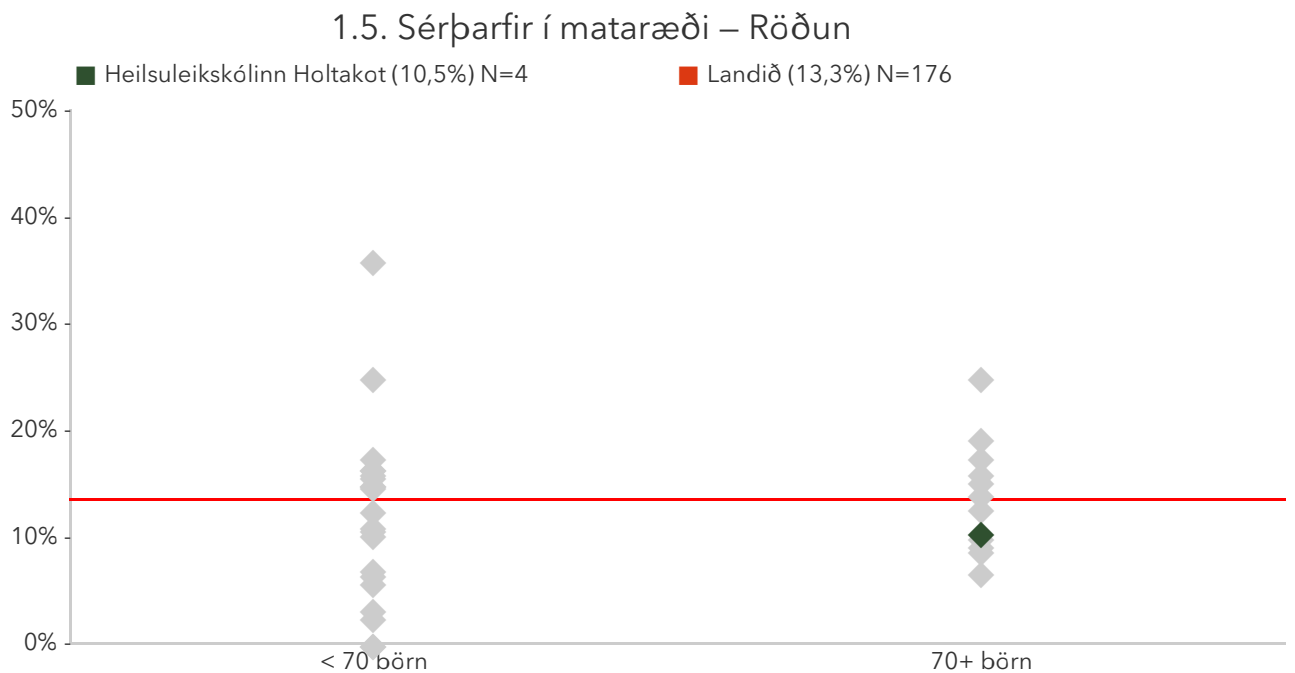 1.5. Sérþarfir í mataræði – Röðun
Heilsuleikskólinn Holtakot (10,5%) N=4 Landið (13,3%) N=176
50%
40%
30%
20%
10%
0%
< 70 börn 70+ börn